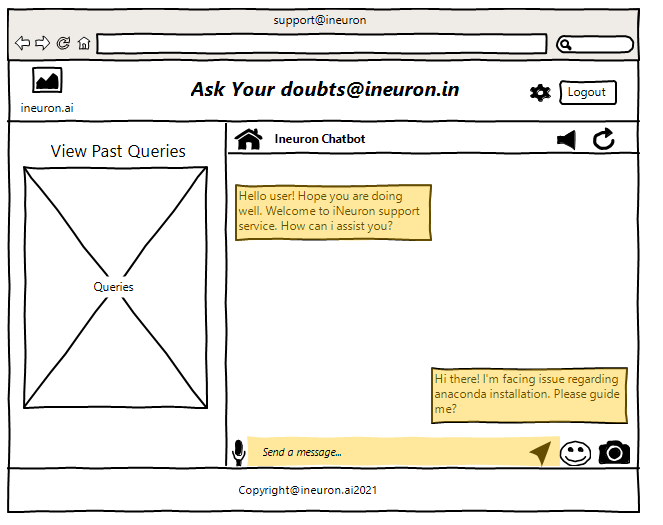 support@ineuron
Ask Your doubts@ineuron.in
Logout
ineuron.ai
View Past Queries
Queries
Ineuron Chatbot
Hello user! Hope you are doing
well. Welcome to iNeuron support
service. How can i assist you?
Hi there! I'm facing issue regarding
anaconda installation. Please guide
me?
Send a message...
Copyright@ineuron.ai2021